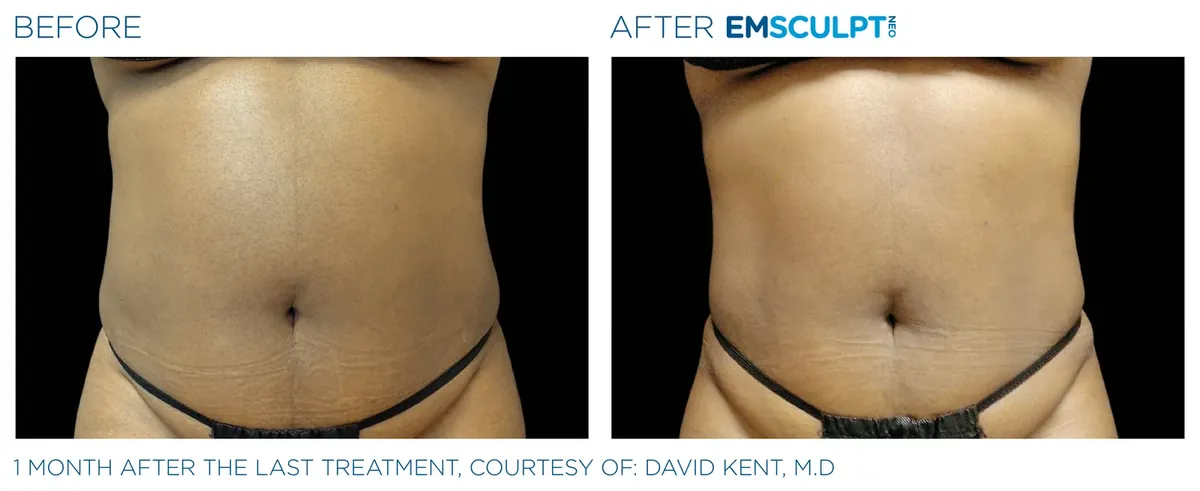 BEFORE
AFTER EMSCULPT NEO
1 MONTH AFTER THE LAST TREATMENT, COURTESY OF: DAVID KENT, M.D